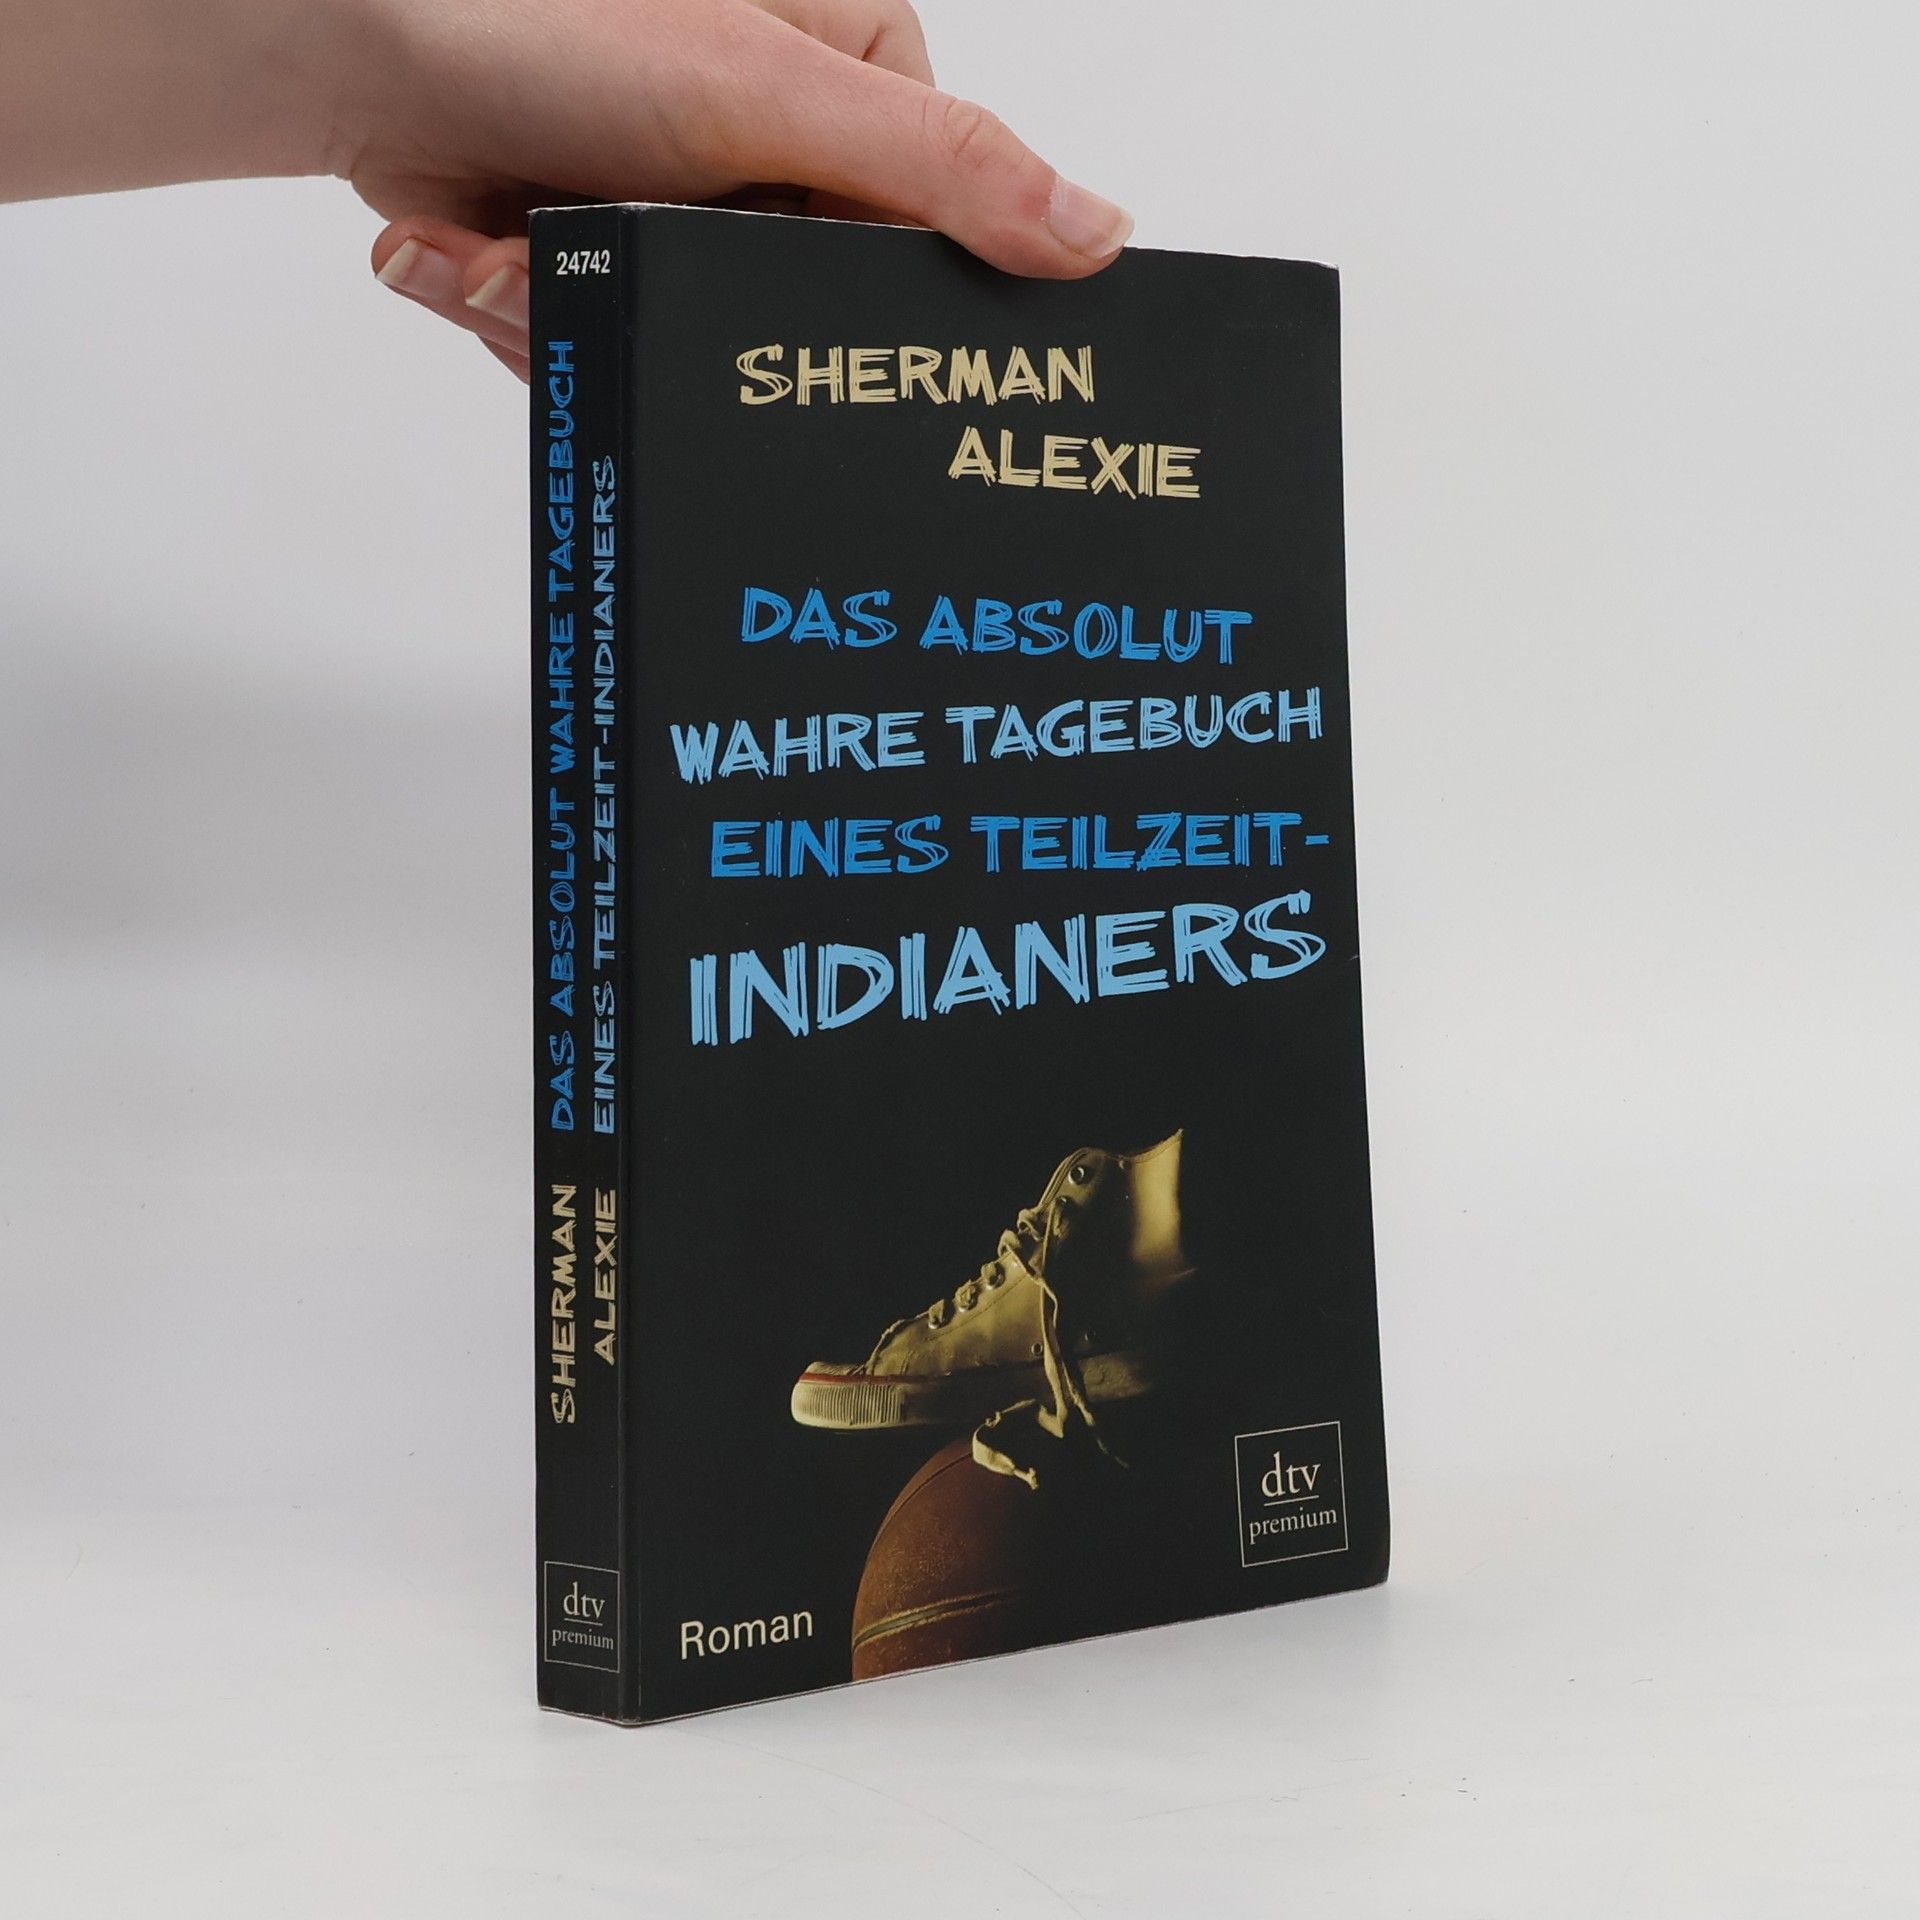 24742
DAS ABSOLUT WAHRE TAGEBUCH
EINES TEILZEIT-INDIANERS
SHERMAN
ALEXIE
dtv
premium
SHERMAN
ALEXIE
DAS ABSOLUT
WAHRE TAGEBUCH
EINES TEILZEIT-
INDIANERS
dtv
premium
Roman